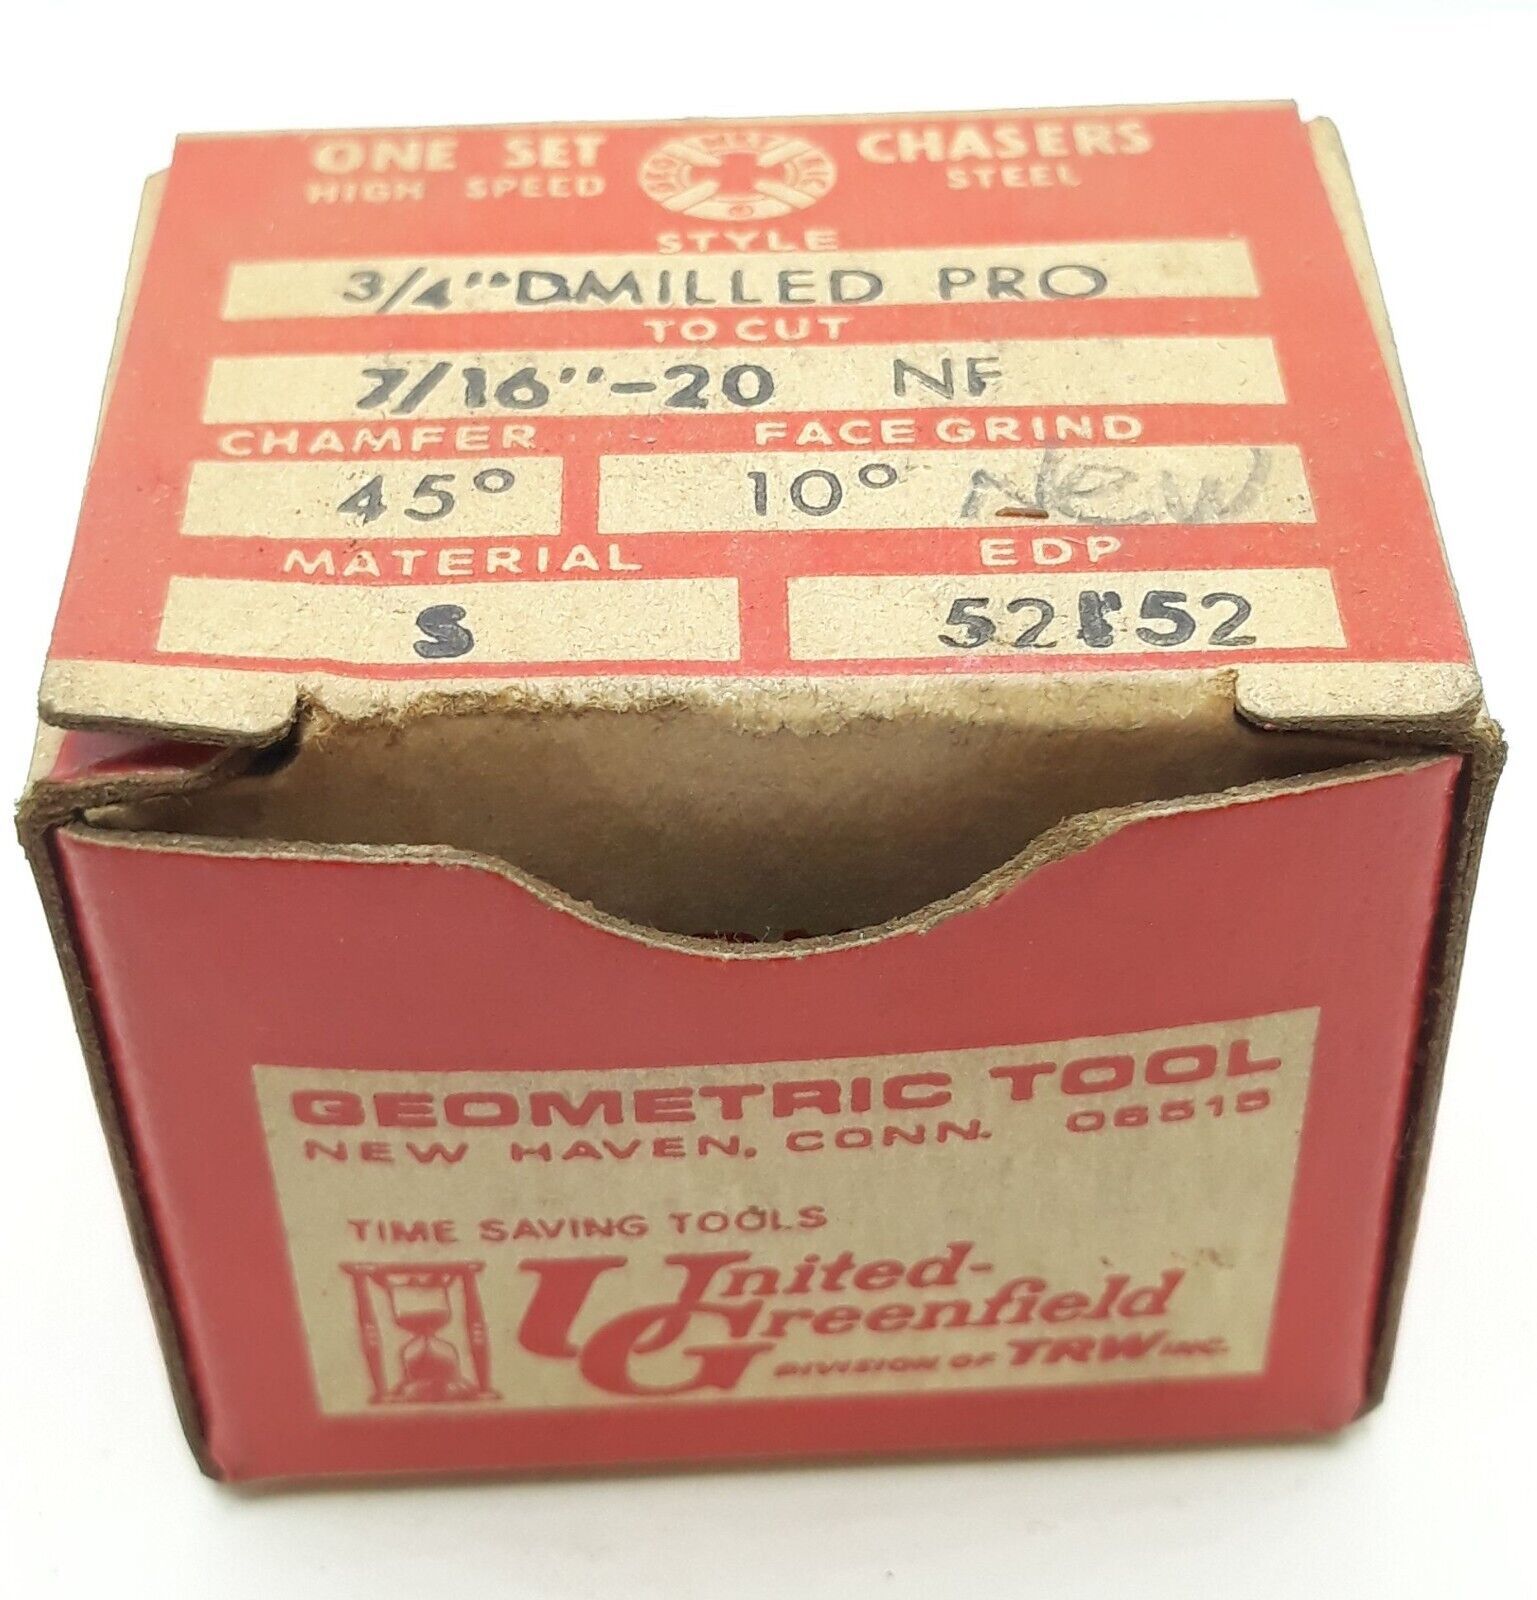 ONE SET CHASERS
HIGH SPEED STEEL
GEOMETRIC
STYLE
3/4" DMILLED PRO
TO CUT
7/16"-20 NF
CHAMFER FACE GRIND
45° 10° NEW
MATERIAL EDP
S
GEOMETRIC TOOL
NEW HAVEN, CONN. 06515
TIME SAVING TOOLS
UG United-
Greenfield
DIVISION OF TRW INC.